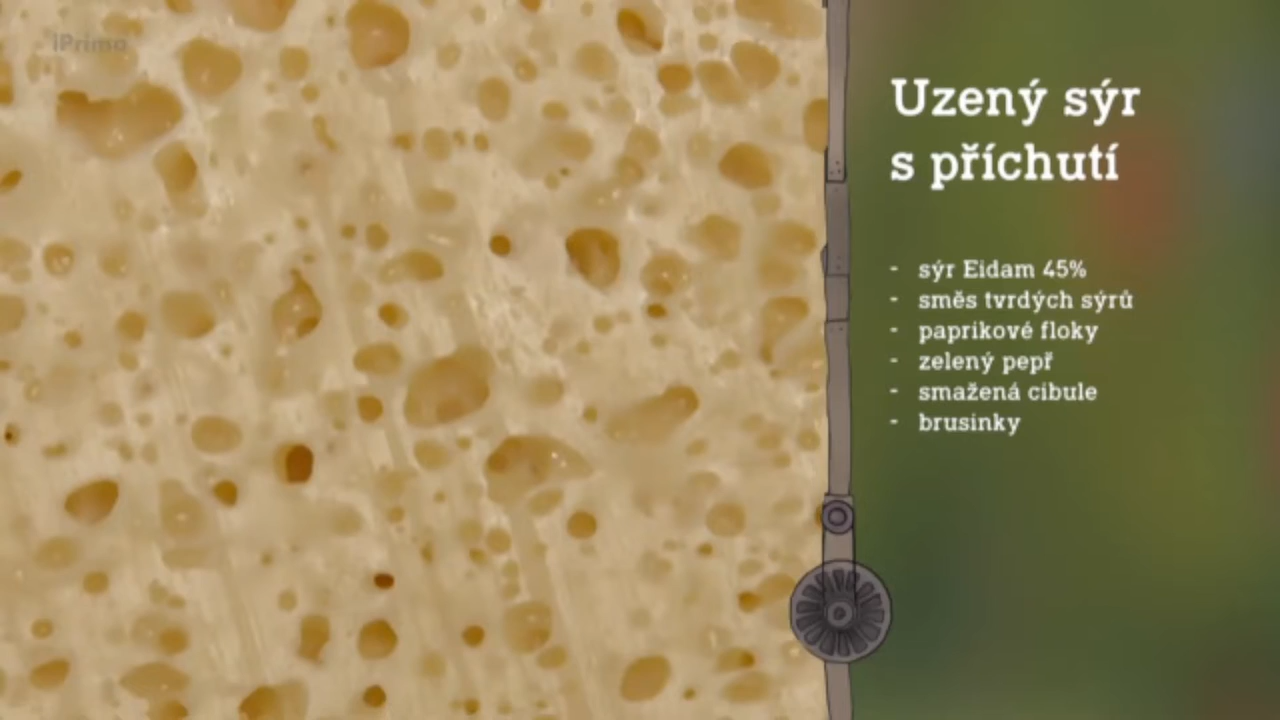 iPrima
Uzený sýr
s příchutí
- sýr Eidam 45%
- směs tvrdých sýrů
- paprikové floky
- zelený pepř
- smažená cibule
- brusinky